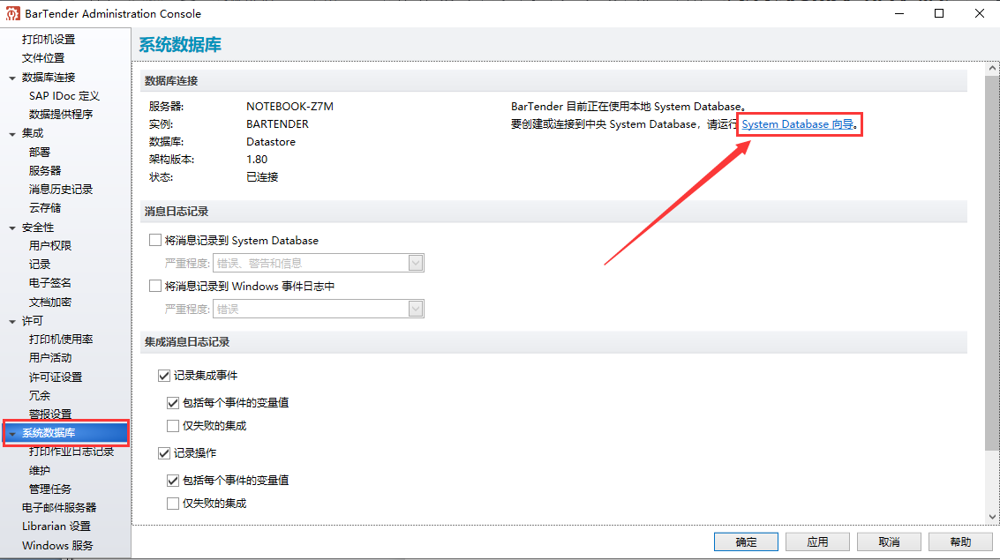 BarTender Administration Console
打印机设置
文件位置
数据库连接
SAP IDoc 定义
数据提供程序
集成
部署
服务器
消息历史记录
云存储
安全性
用户权限
记录
电子签名
文档加密
许可
打印机使用率
用户活动
许可证设置
冗余
警报设置
系统数据库
打印作业日志记录
维护
管理任务
电子邮件服务器
Librarian 设置
Windows 服务
系统数据库
数据库连接
服务器: NOTEBOOK-Z7M
实例: BARTENDER
数据库: Datastore
架构版本: 1.80
状态: 已连接
BarTender 目前正在使用本地 System Database。
要创建或连接到中央 System Database，请运行 System Database 向导。
消息日志记录
将消息记录到 System Database
严重程度: 错误、警告和信息
将消息记录到 Windows 事件日志中
严重程度: 错误
集成消息日志记录
记录集成事件
包括每个事件的变量值
仅失败的集成
记录操作
包括每个事件的变量值
仅失败的集成
确定 应用 取消 帮助